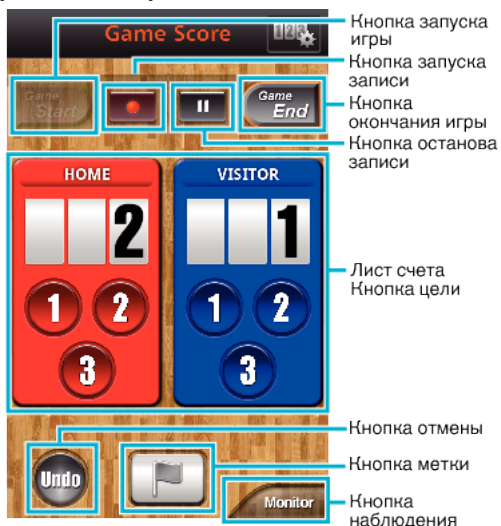 Game Score
123
Кнопка запуска
игры
Кнопка запуска
записи
Game
Start
Game
End
Кнопка
окончания игры
Кнопка останова
записи
HOME
VISITOR
2
1
1
2
1
2
3
3
Лист счета
Кнопка цели
Undo
Monitor
Кнопка отмены
Кнопка метки
Кнопка
наблюдения